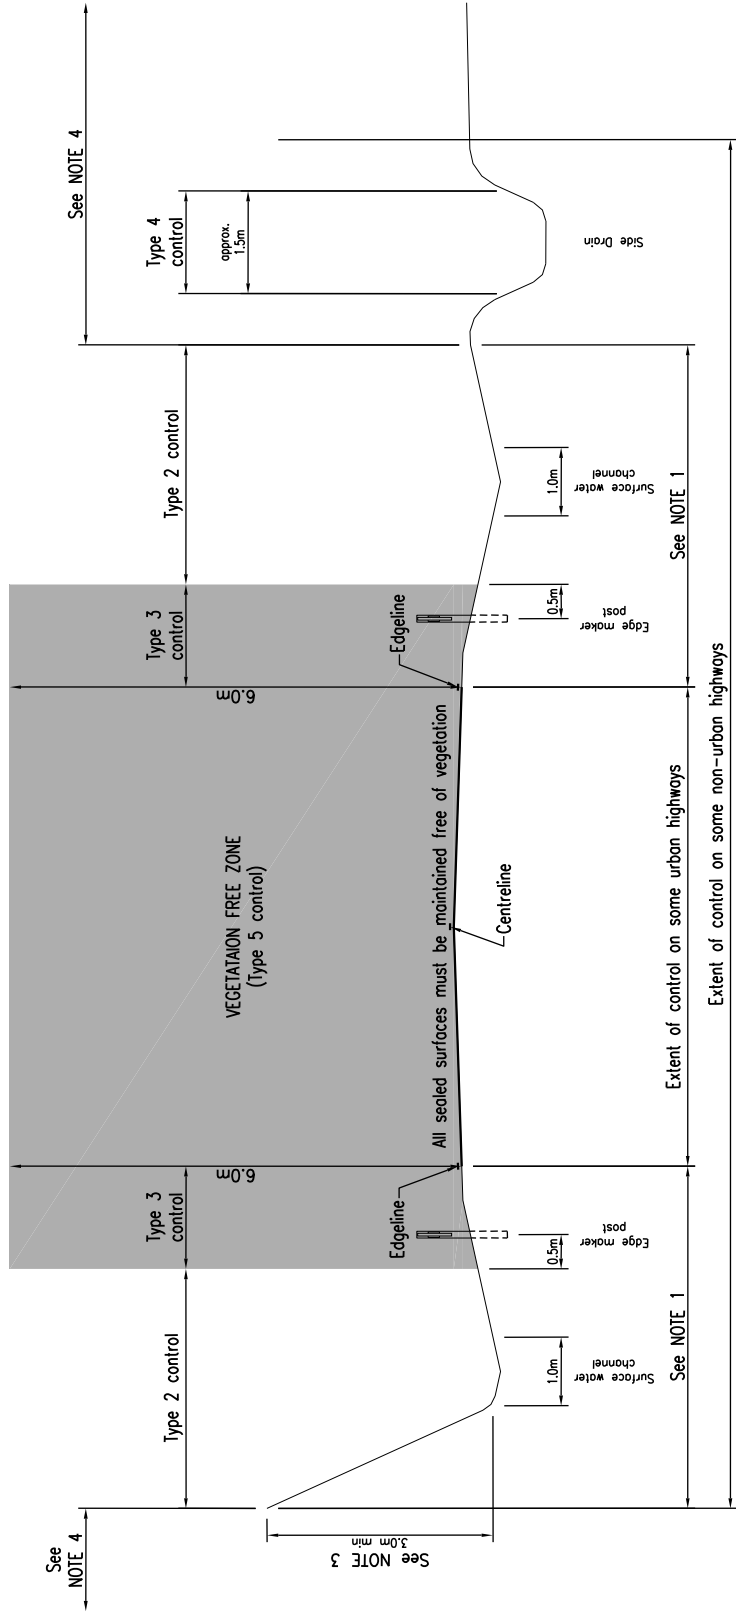 See
NOTE 4
See NOTE 4
Type 2 control
Type 3
control
VEGETATAION FREE ZONE
(Type 5 control)
Type 3
control
Type 2 control
Type 4
control
approx.
1.5m
6.0m
6.0m
Edgeline
All sealed surfaces must be maintained free of vegetation
Edgeline
Centreline
See NOTE 3
3.0m min
1.0m
Surface water
channel
0.5m
Edge maker
post
0.5m
Edge maker
post
1.0m
Surface water
channel
Side Drain
See NOTE 1
Extent of control on some urban highways
See NOTE 1
Extent of control on some non-urban highways